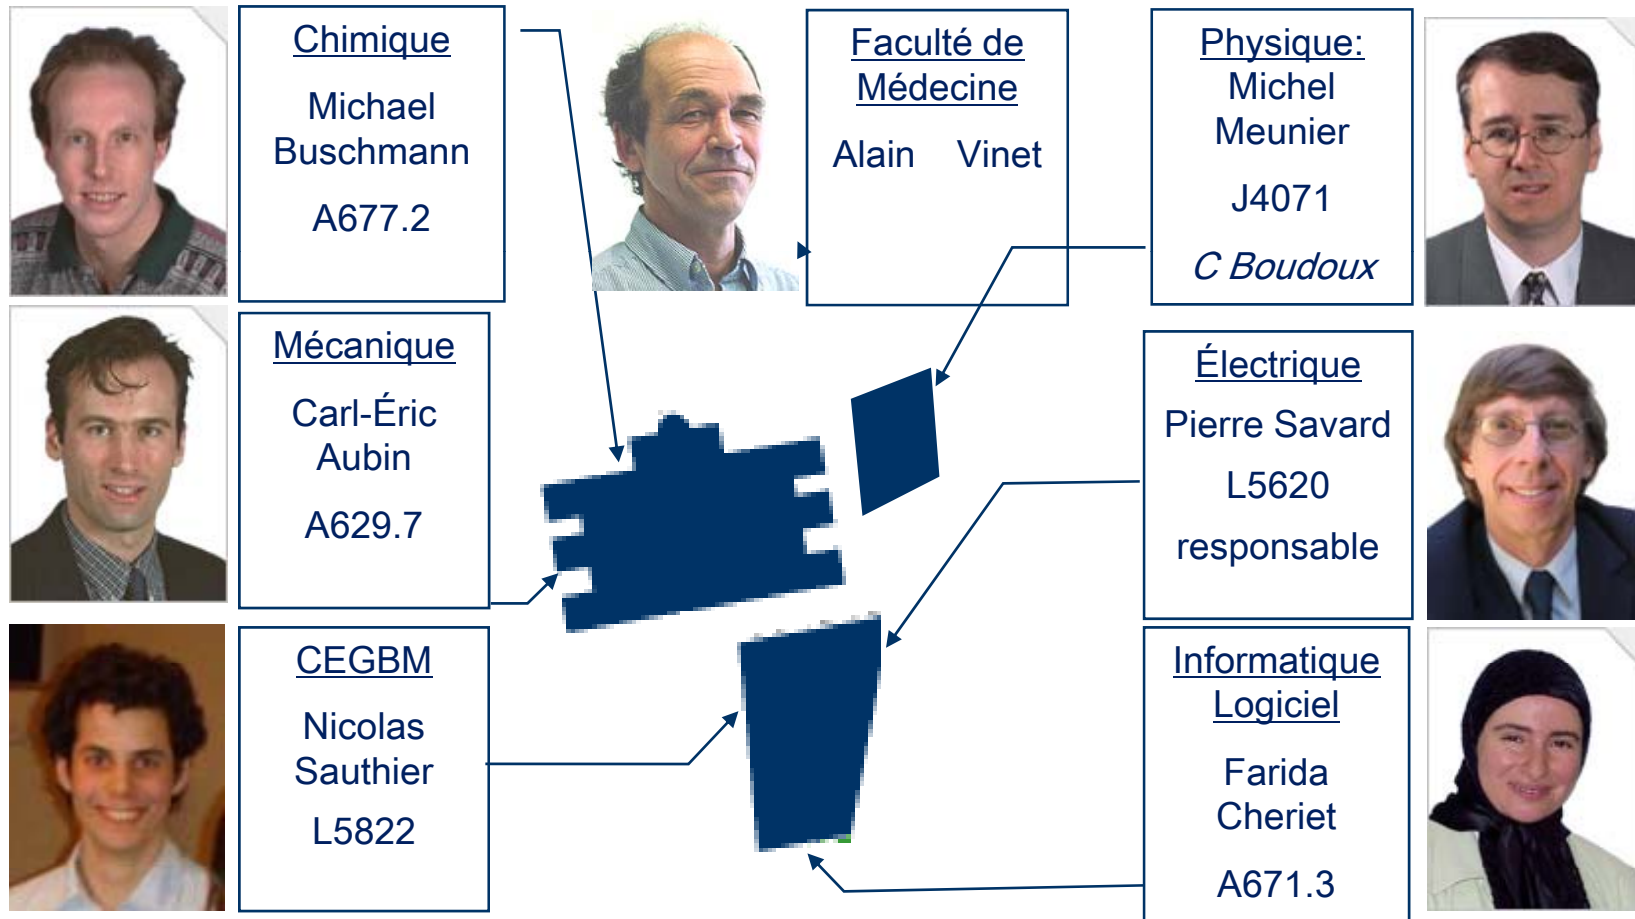 Chimique
Michael
Buschmann
A677.2
Faculté de
Médecine
Alain Vinet
Physique:
Michel
Meunier
J4071
C Boudoux
Mécanique
Carl-Éric
Aubin
A629.7
Électrique
Pierre Savard
L5620
responsable
CEGBM
Nicolas
Sauthier
L5822
Informatique
Logiciel
Farida
Cheriet
A671.3